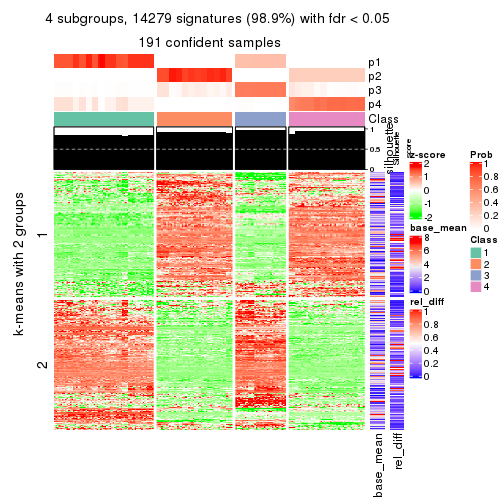 4 subgroups, 14279 signatures (98.9%) with fdr < 0.05
191 confident samples
p1
p2
p3
p4
Class
1
0.5
0
silhouette
Silhouette
score
k-means with 2 groups
1
2
base_mean
rel_diff
z-score
2
1
0
-1
-2
base_mean
8
6
4
2
0
rel_diff
1
0.8
0.6
0.4
0.2
0
Prob
1
0.8
0.6
0.4
0.2
0
Class
1
2
3
4